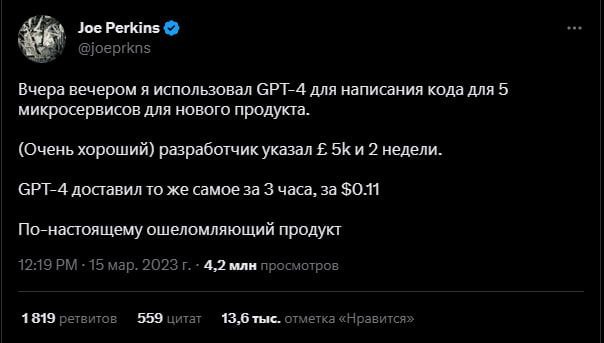 Joe Perkins
@joeprkns
Вчера вечером я использовал GPT-4 для написания кода для 5
микросервисов для нового продукта.
(Очень хороший) разработчик указал £ 5k и 2 недели.
GPT-4 доставил то же самое за 3 часа, за $0.11
По-настоящему ошеломляющий продукт
12:19 PM · 15 мар. 2023 г. · 4,2 млн просмотров
1 819 ретвитов 559 цитат 13,6 тыс. отметка «Нравится»